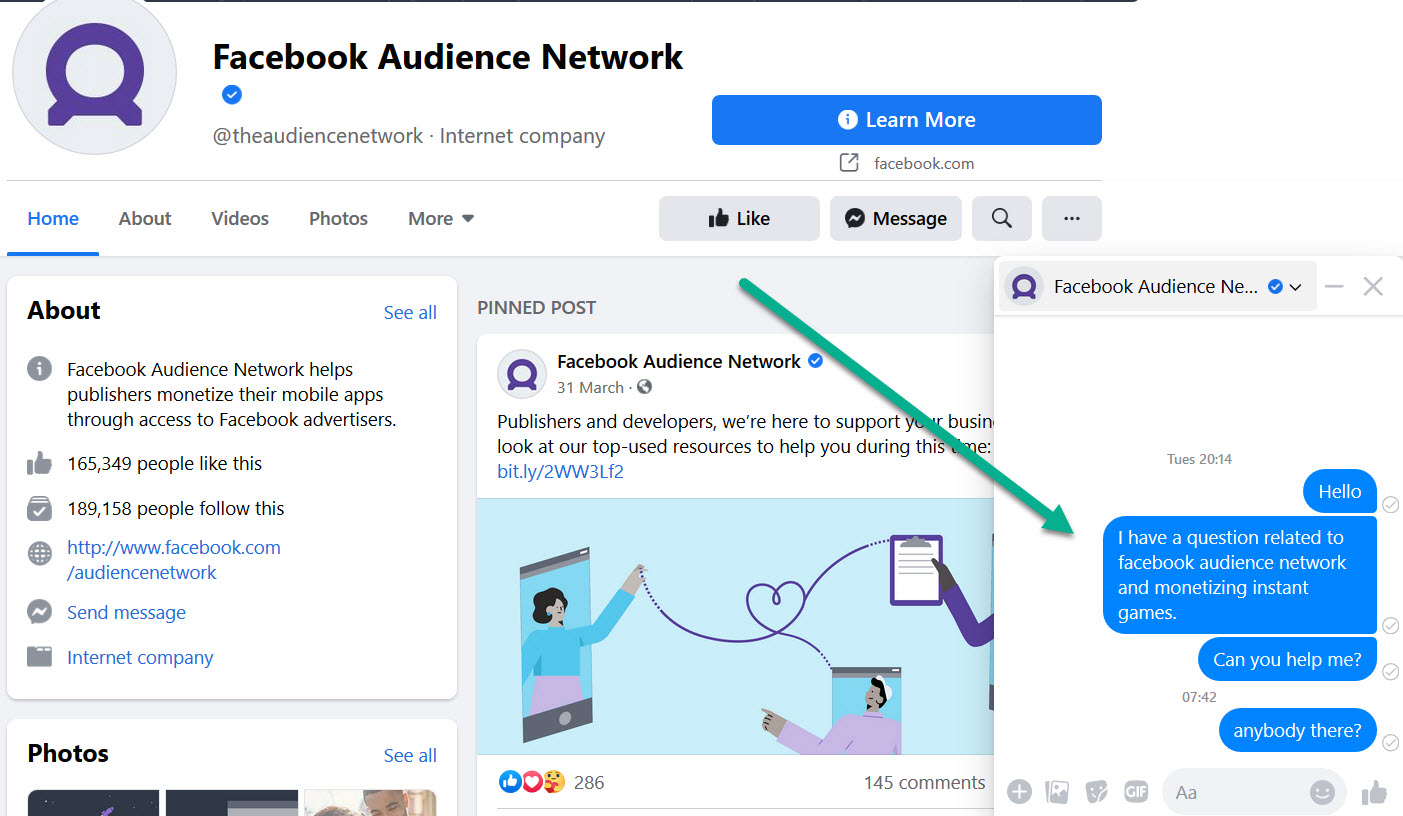 Facebook Audience Network
@theaudiencenetwork · Internet company
Learn More
facebook.com
Home
About
Videos
Photos
More
Like
Message
...
About
See all
Facebook Audience Network helps
publishers monetize their mobile apps
through access to Facebook advertisers.
165,349 people like this
189,158 people follow this
http://www.facebook.com
/audiencenetwork
Send message
Internet company
Photos
See all
PINNED POST
Facebook Audience Network
31 March ·
Publishers and developers, we're here to support your busin
look at our top-used resources to help you during this time:
bit.ly/2WW3Lf2
286
145 comments
Facebook Audience Ne...
Tues 20:14
Hello
I have a question related to
facebook audience network
and monetizing instant
games.
Can you help me?
07:42
anybody there?
GIF
Aa